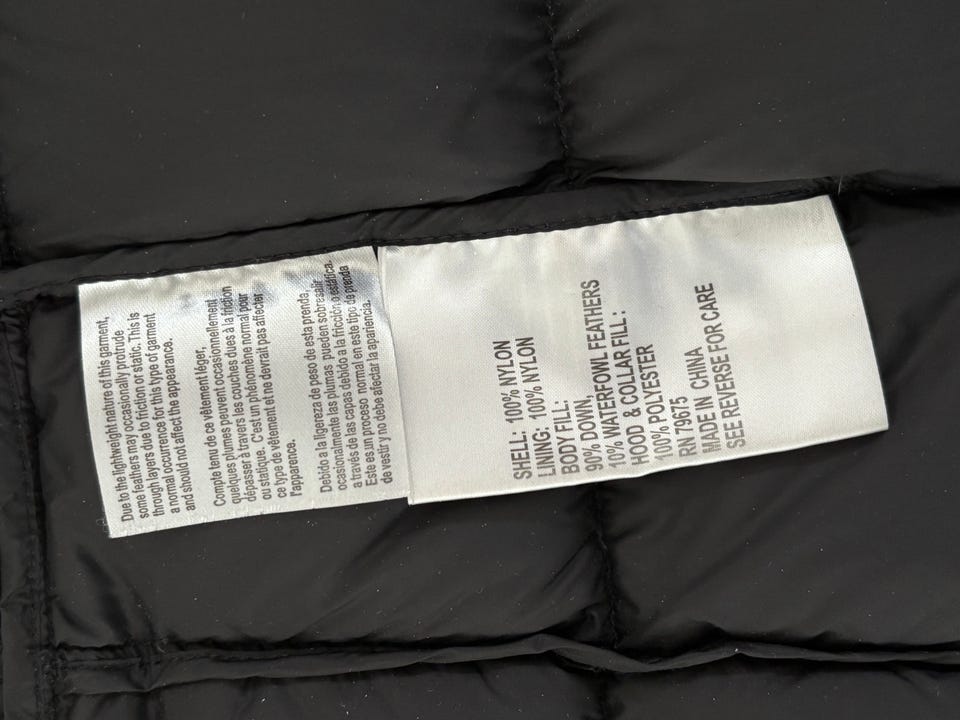 Due to the lightweight nature of this garment,
some feathers may occasionally protrude
through layers due to friction or static. This is
a normal occurrence for this type of garment
and should not affect the appearance.
Compte tenu de ce vêtement léger,
quelques plumes peuvent occasionnellement
dépasser à travers les couches dues à la friction
ou statique. C'est un phénomène normal pour
ce type de vêtement et ne devrait pas affecter
l'apparence.
Debido a la ligereza de peso de esta prenda,
ocasionalmente las plumas pueden sobresalir
a través de las capas debido a la fricción o estática.
Este es un proceso normal en este tipo de prenda
de vestir y no debe afectar la apariencia.
SHELL: 100% NYLON
LINING: 100% NYLON
BODY FILL:
90% DOWN,
10% WATERFOWL FEATHERS
HOOD & COLLAR FILL:
100% POLYESTER
RN 79675
MADE IN CHINA
SEE REVERSE FOR CARE